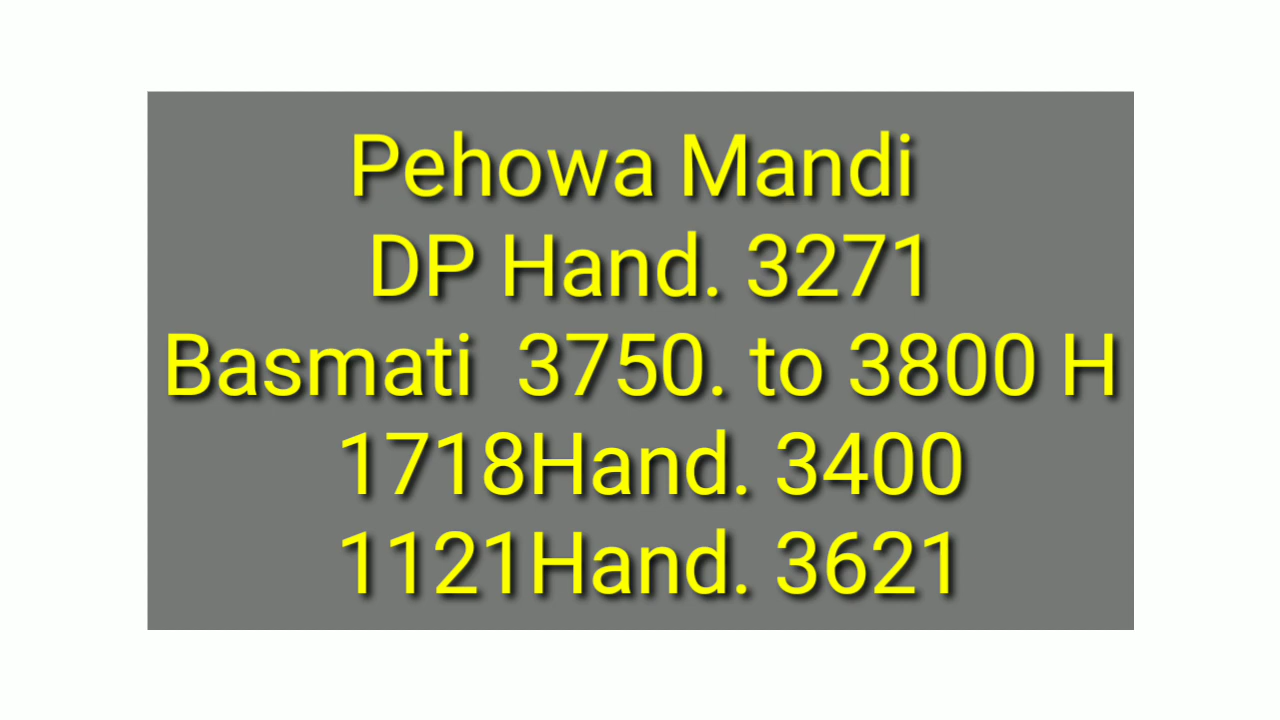 Pehowa Mandi
DP Hand. 3271
Basmati 3750. to 3800 H
1718Hand. 3400
1121Hand. 3621